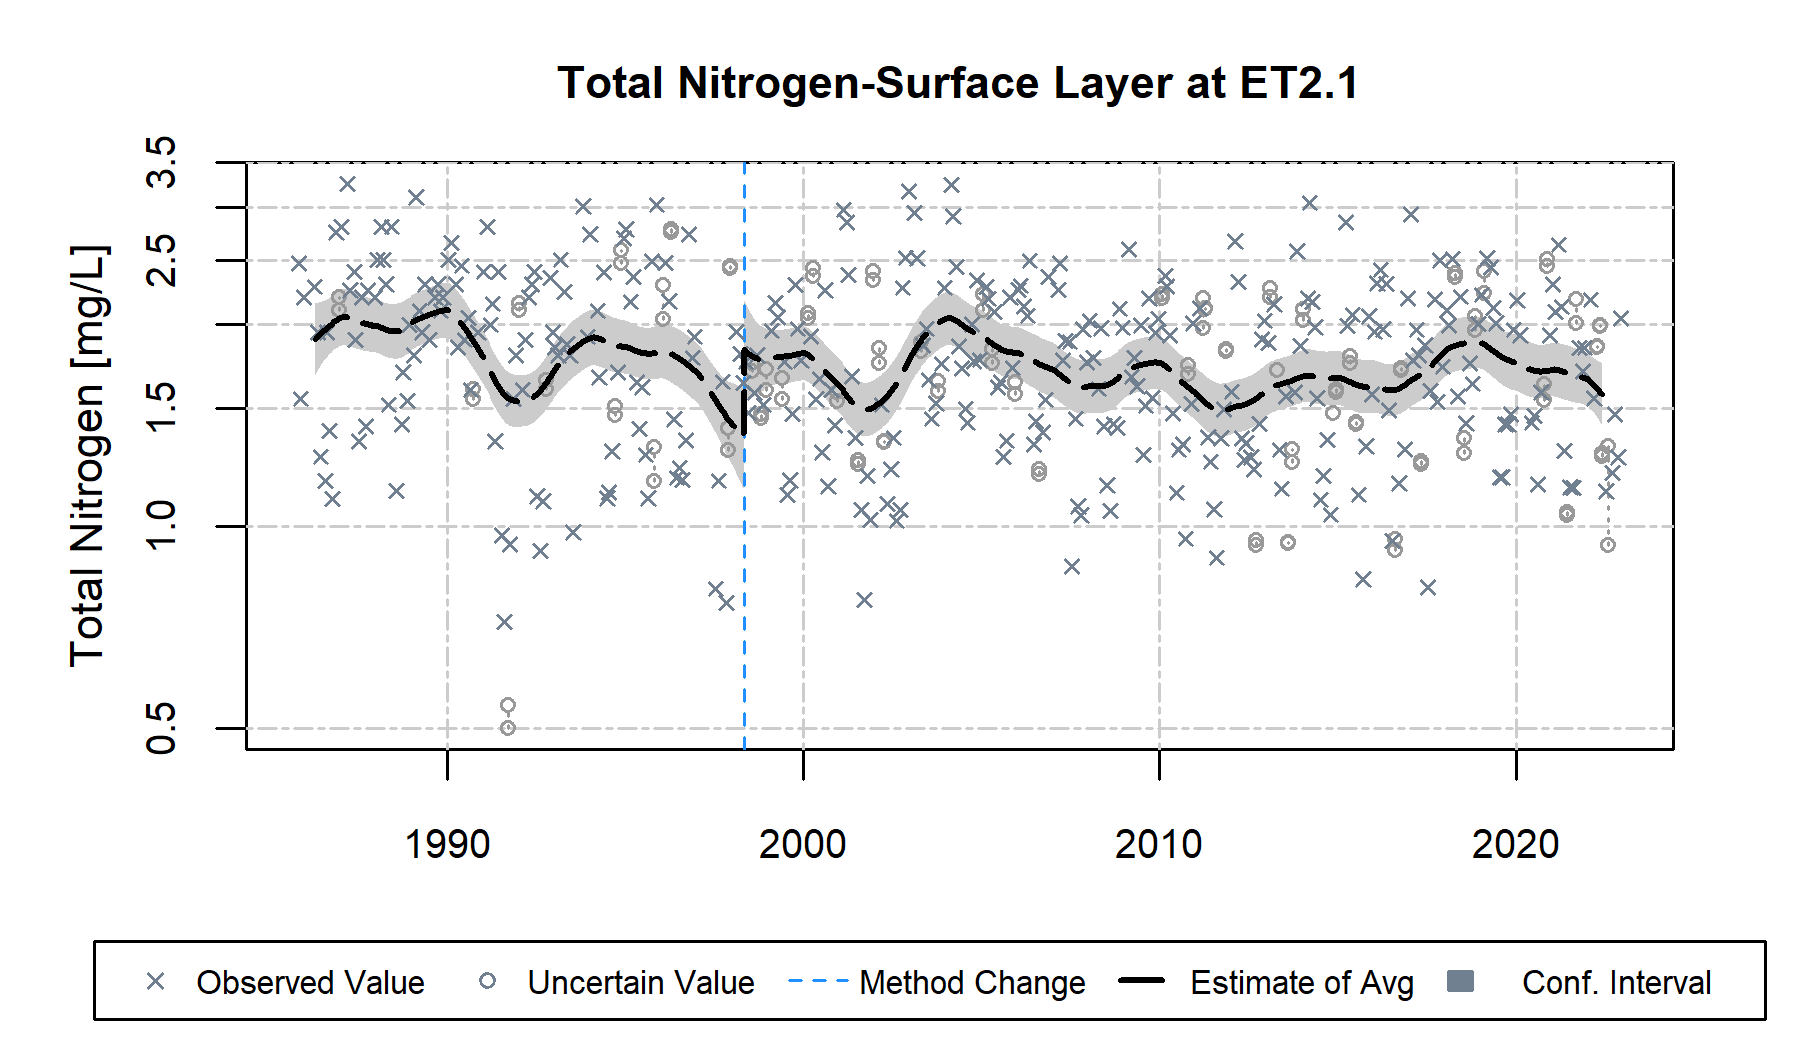 Total Nitrogen-Surface Layer at ET2.1
Total Nitrogen [mg/L]
3.5
2.5
1.5
1.0
0.5
1990 2000 2010 2020
Observed Value Uncertain Value Method Change Estimate of Avg Conf. Interval